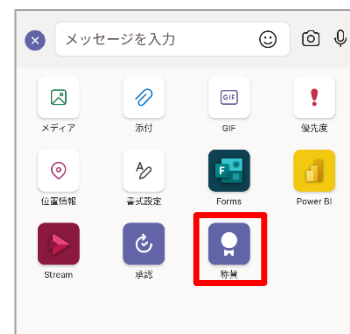 メッセージを入力
メディア
添付
GIF
GIF
優先度
位置情報
書式設定
F
Forms
Power BI
Stream
承認
称賛